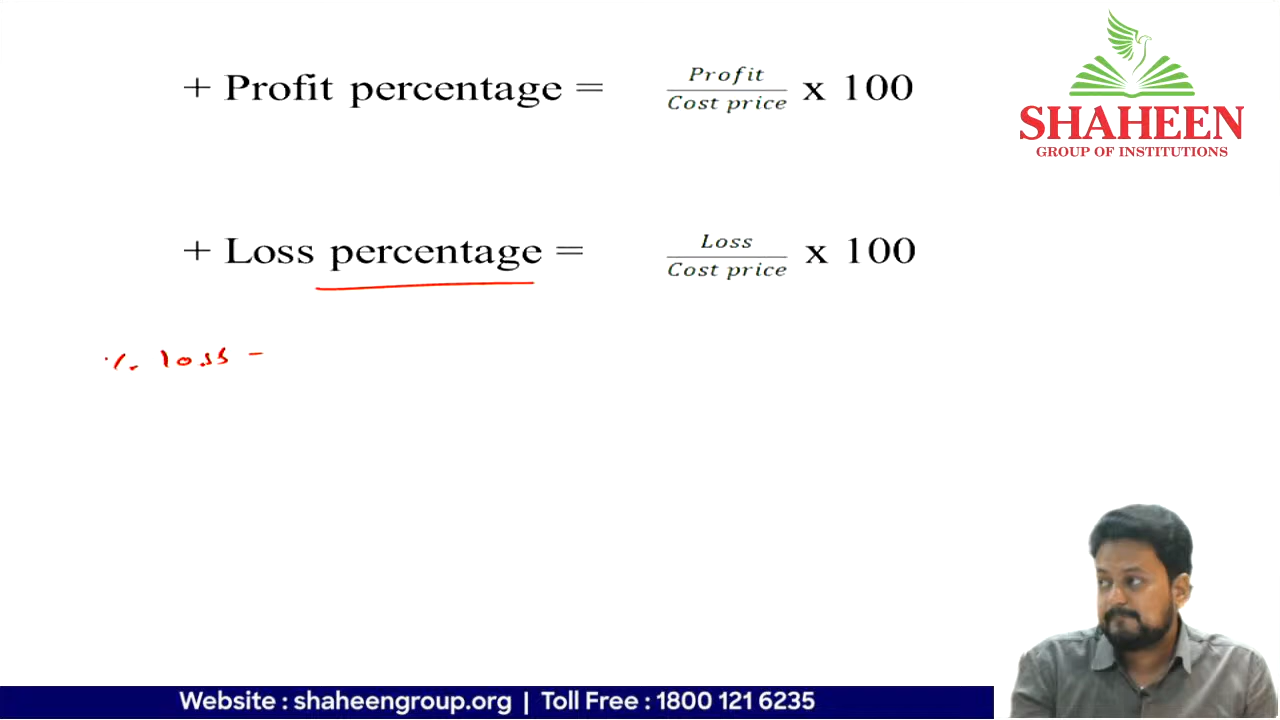 + Profit percentage = Profit / Cost price x 100
SHAHEEN
GROUP OF INSTITUTIONS
+ Loss percentage = Loss / Cost price x 100
% loss -
Website : shaheengroup.org | Toll Free : 1800 121 6235